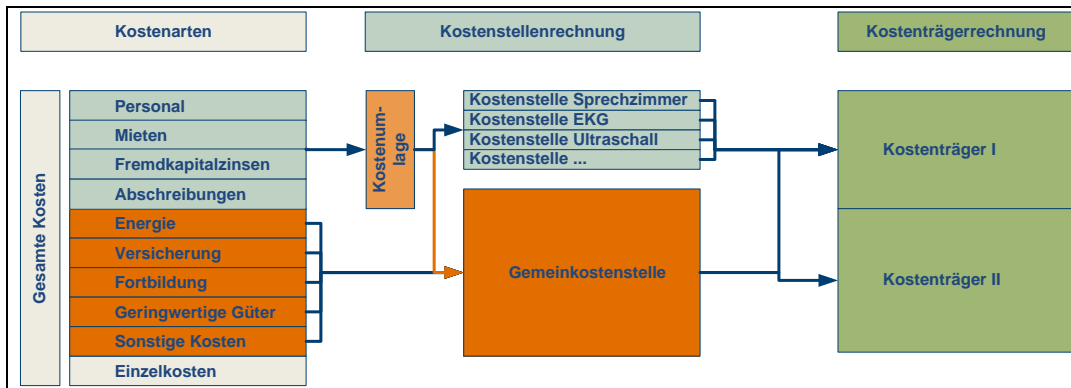 Kostenarten
Kostenstellenrechnung
Kostenträgerrechnung
Gesamte Kosten
Personal
Mieten
Fremdkapitalzinsen
Abschreibungen
Energie
Versicherung
Fortbildung
Geringwertige Güter
Sonstige Kosten
Einzelkosten
Kostenum-
lage
Kostenstelle Sprechzimmer
Kostenstelle EKG
Kostenstelle Ultraschall
Kostenstelle ...
Gemeinkostenstelle
Kostenträger I
Kostenträger II